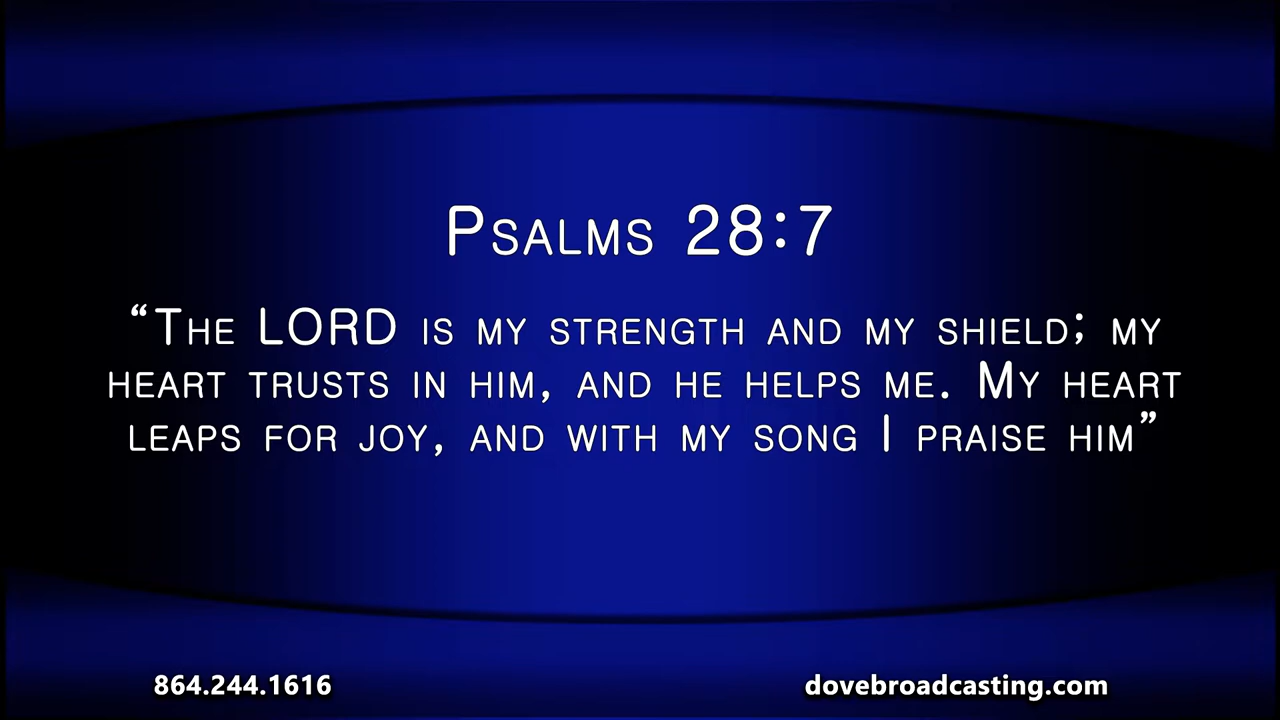 Psalms 28:7
“The LORD is my strength and my shield; my
heart trusts in him, and he helps me. My heart
leaps for joy, and with my song I praise him”
864.244.1616
dovebroadcasting.com